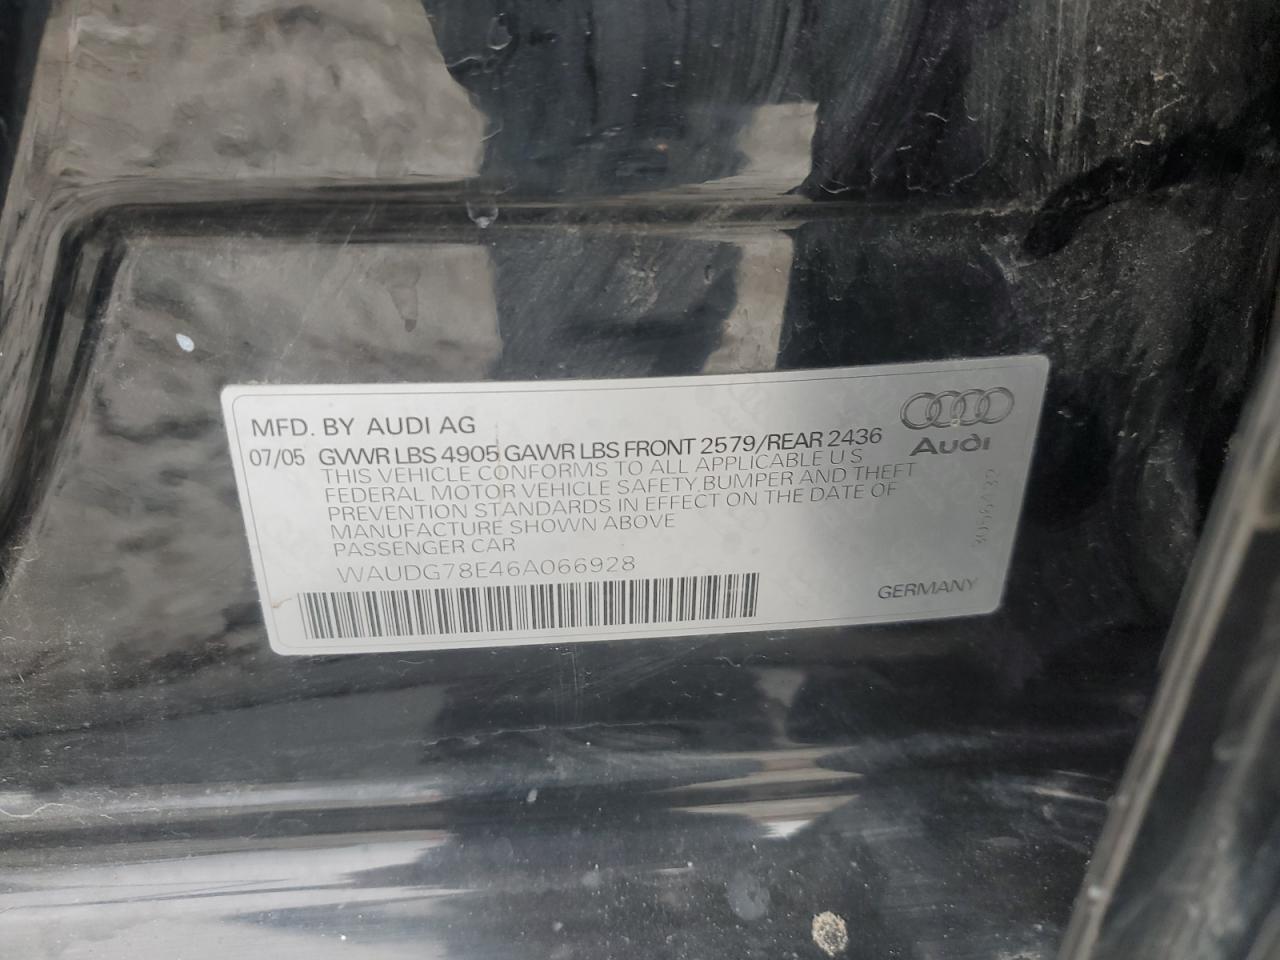 MFD. BY AUDI AG
07/05 GVWR LBS 4905 GAWR LBS FRONT 2579/REAR 2436
THIS VEHICLE CONFORMS TO ALL APPLICABLE U S
FEDERAL MOTOR VEHICLE SAFETY, BUMPER AND THEFT
PREVENTION STANDARDS IN EFFECT ON THE DATE OF
MANUFACTURE SHOWN ABOVE
PASSENGER CAR
WAUDG78E46A066928
Audi
GERMANY